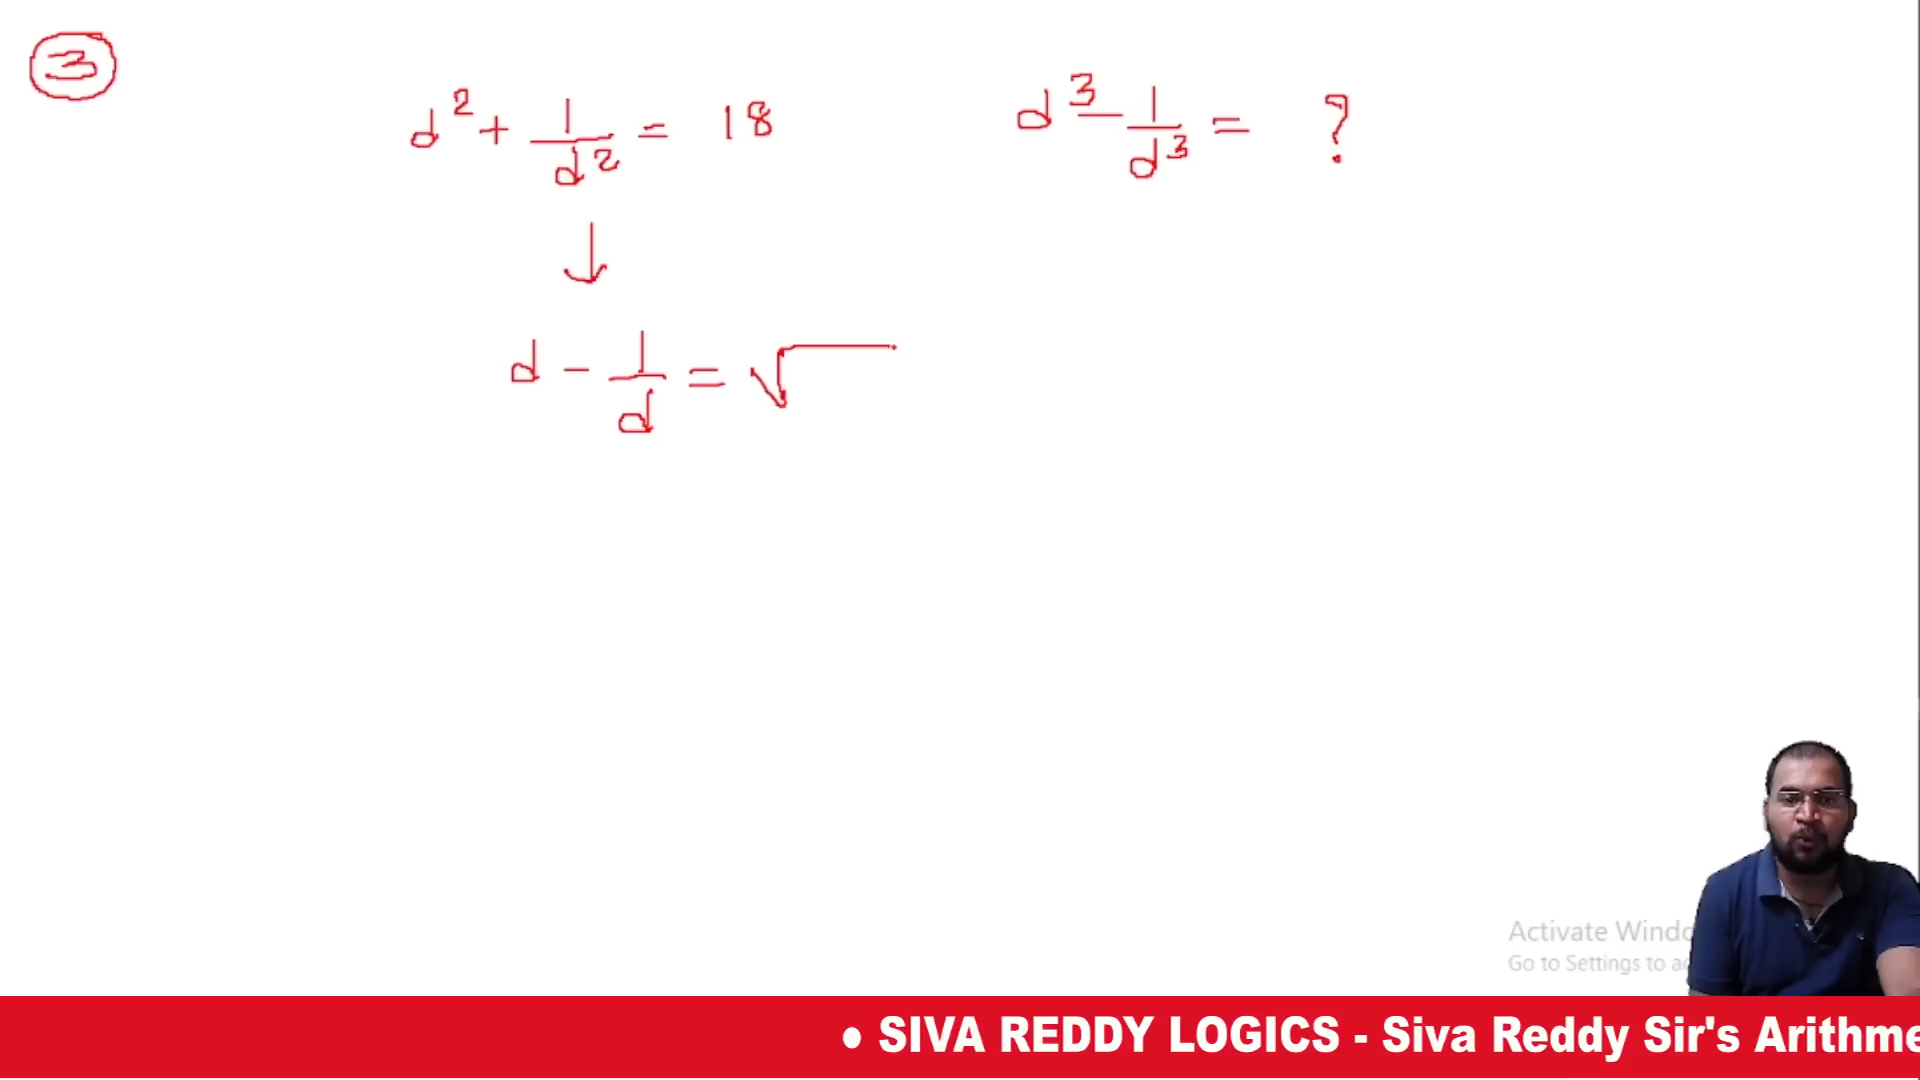 3
d² + 1/d² = 18
d³ - 1/d³ = ?
↓
d - 1/d = √
Activate Windo
Go to Settings to a
• SIVA REDDY LOGICS - Siva Reddy Sir's Arithme